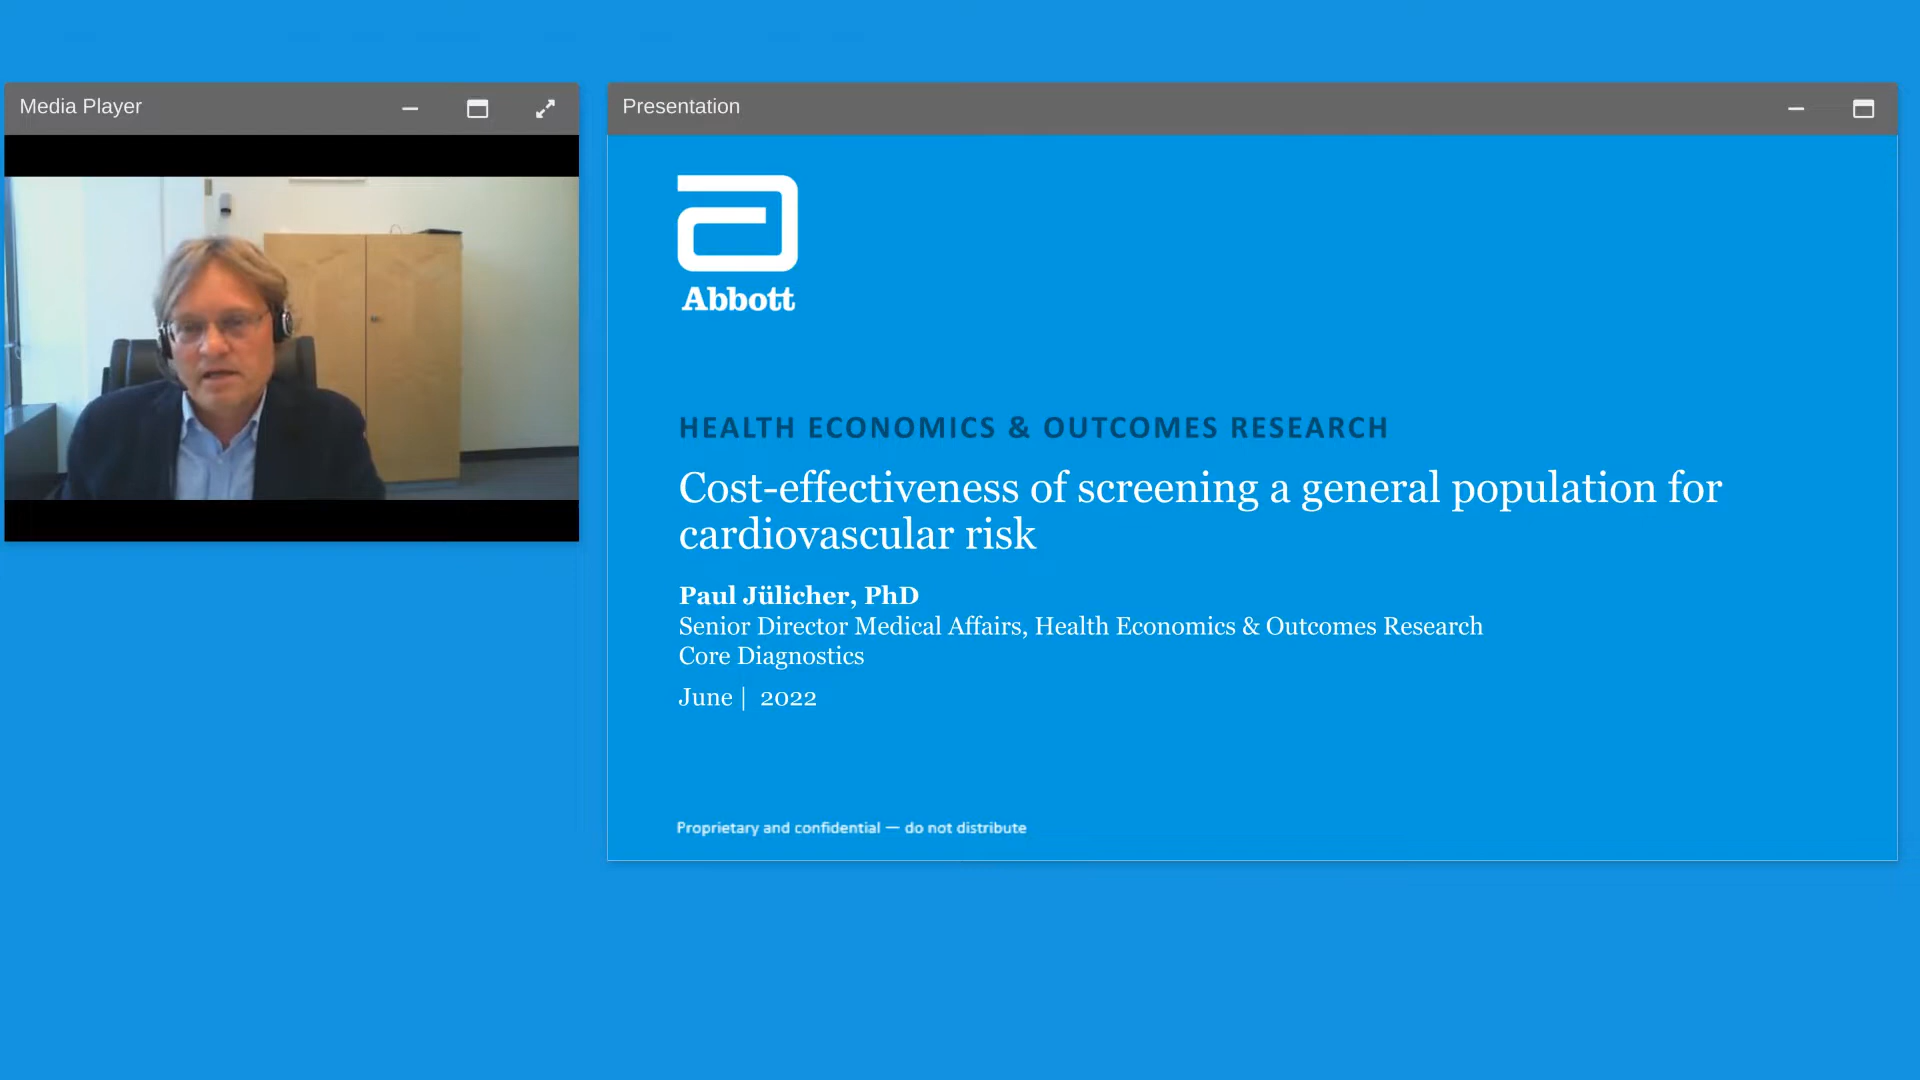 Media Player
Presentation
Abbott
HEALTH ECONOMICS & OUTCOMES RESEARCH
Cost-effectiveness of screening a general population for
cardiovascular risk
Paul Jülicher, PhD
Senior Director Medical Affairs, Health Economics & Outcomes Research
Core Diagnostics
June | 2022
Proprietary and confidential — do not distribute